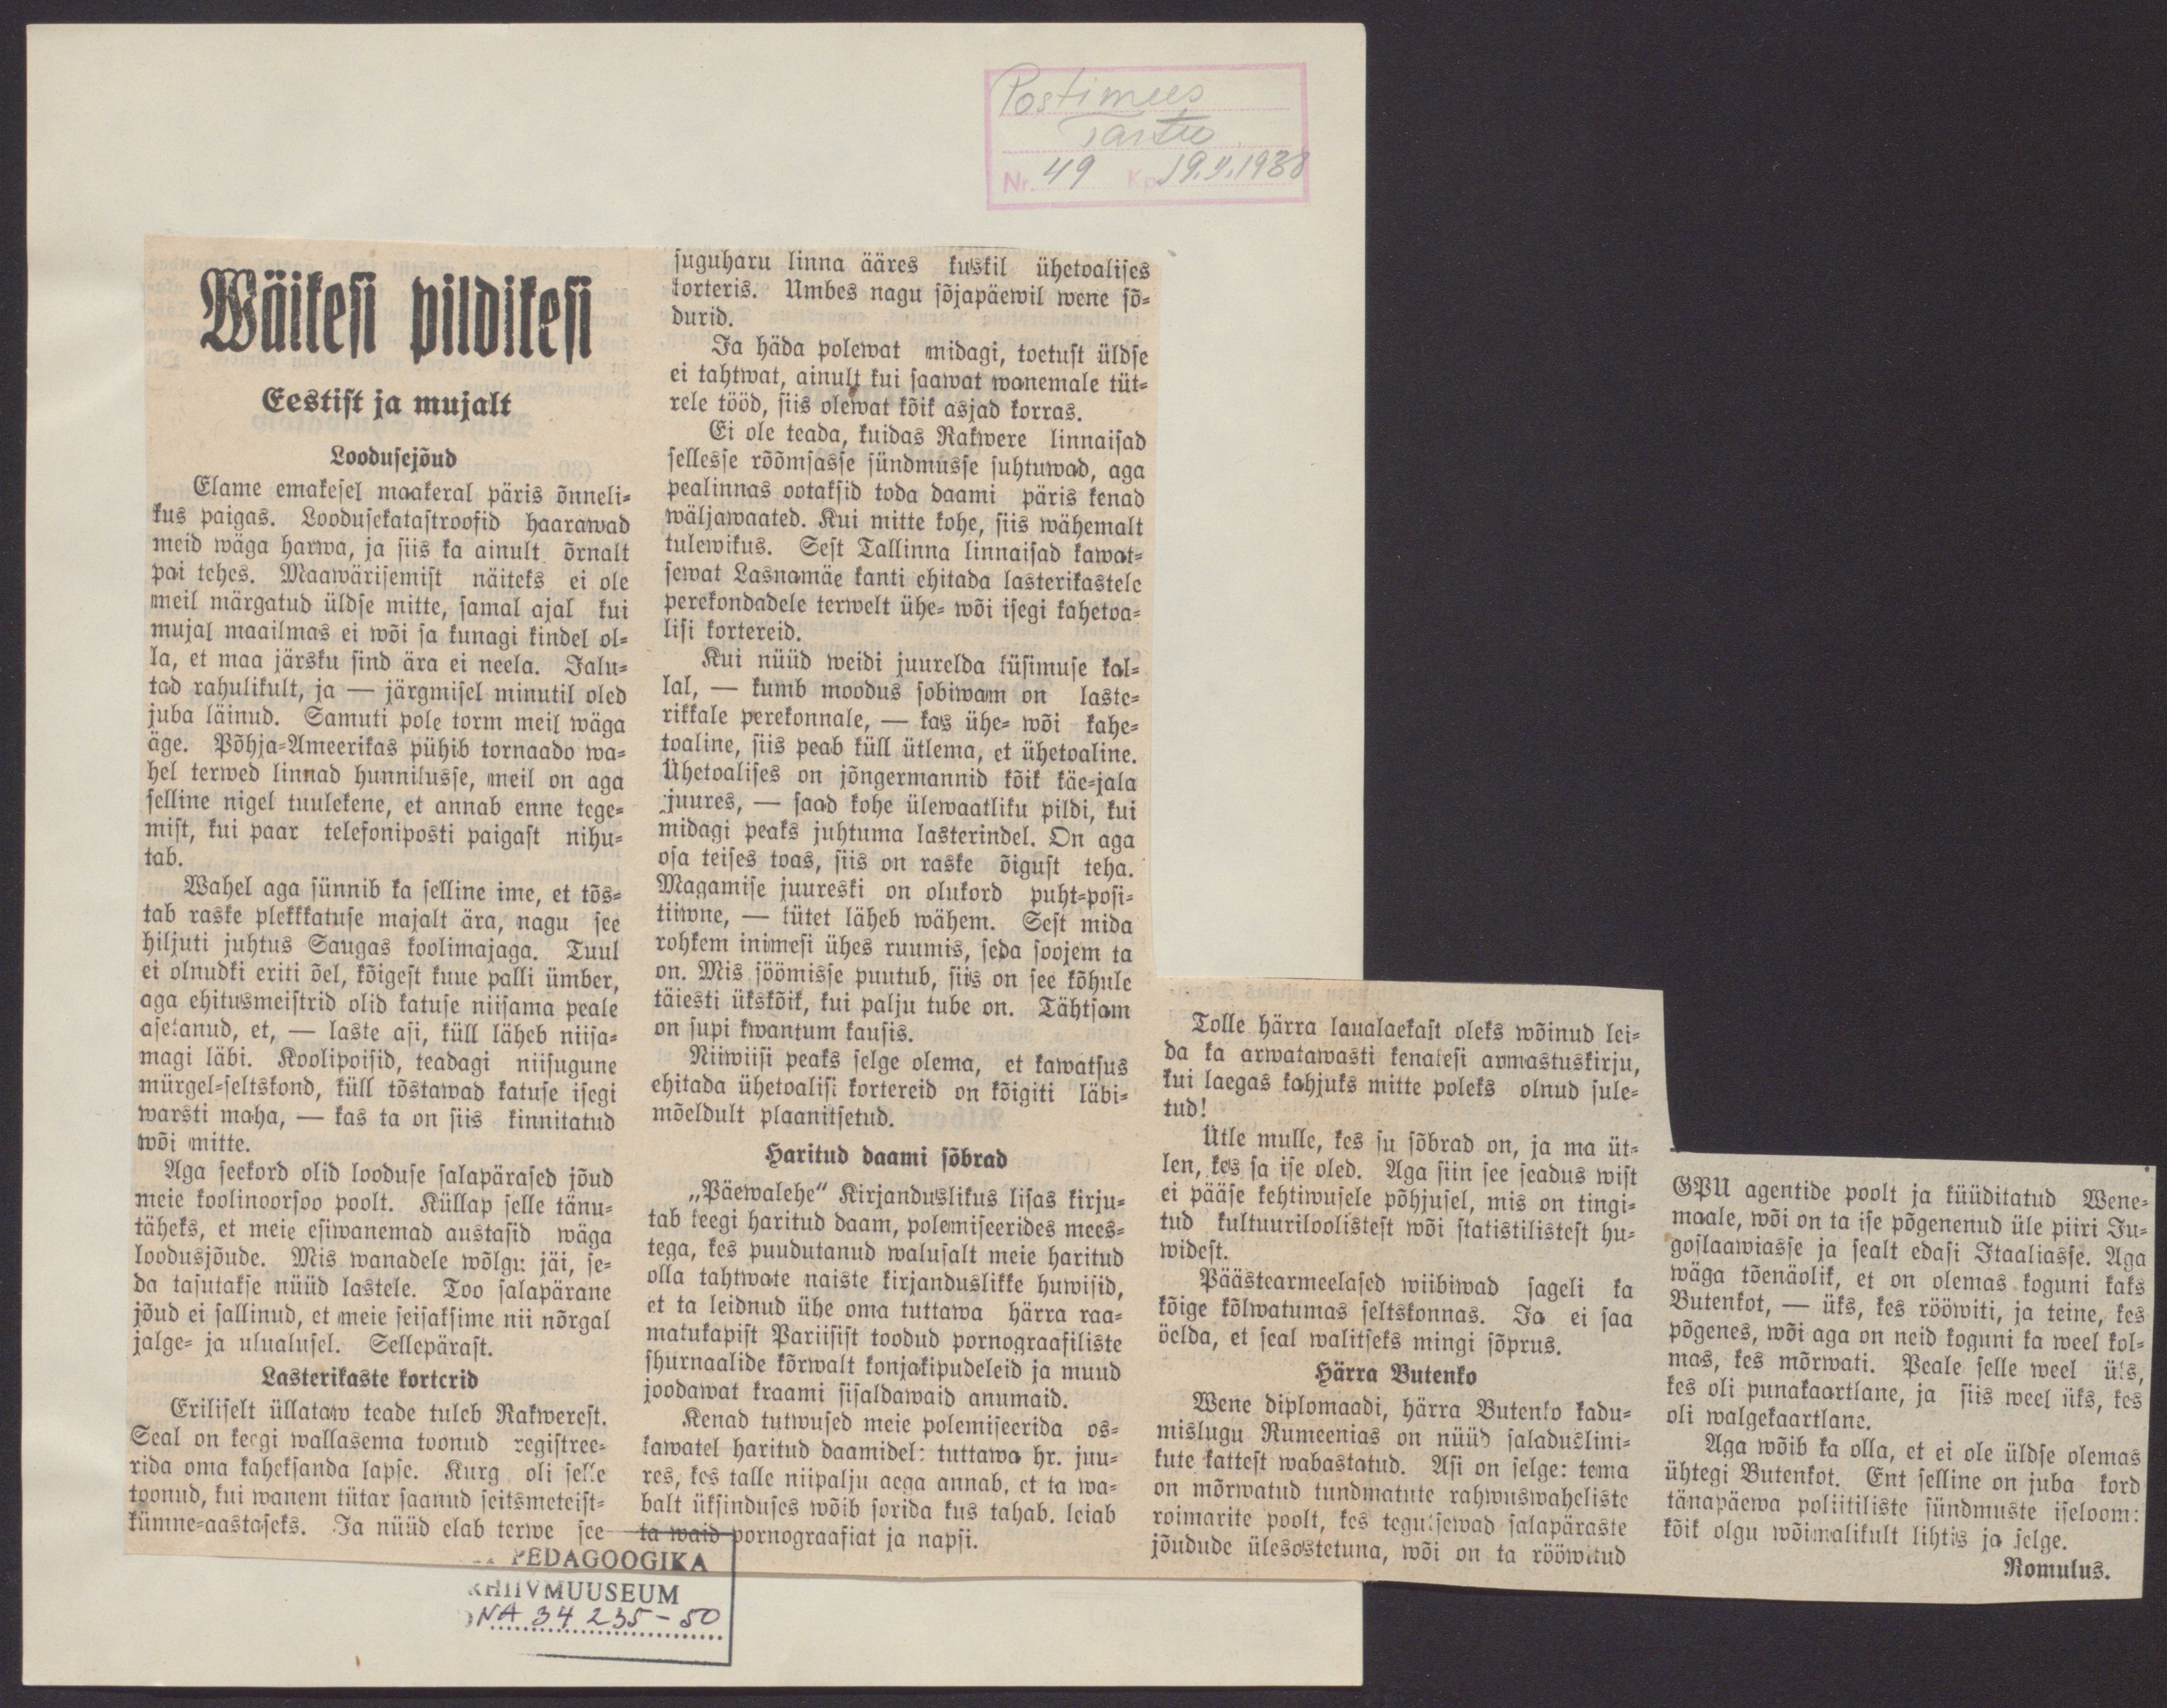 Postimees
Tartu
Nr. 49 Kp. 19.II.1938
Wäikesi pildikesi
Eestist ja mujalt
Loodusejõud
Elame emakesel maakeral päris õnneli-
kus paigas. Loodusekatastroofid haarawad
meid wäga harwa, ja siis ka ainult õrnalt
pai tehes. Maawärisemist näiteks ei ole
meil märgatud üldse mitte, samal ajal kui
mujal maailmas ei wõi sa kunagi kindel ol-
la, et maa järsku sind ära ei neela. Jalu-
tad rahulikult, ja — järgmisel minutil oled
juba läinud. Samuti pole torm meil wäga
äge. Põhja-Ameerikas pühib tornaado wa-
hel terwed linnad hunnilusse, meil on aga
selline nigel tuulekene, et annab enne tege-
mist, kui paar telefoniposti paigast nihu-
tab.
Wahel aga sünnib ka selline ime, et tõs-
tab raske plekkkatuse majalt ära, nagu see
hiljuti juhtus Saugas koolimajaga. Tuul
ei olnudki eriti õel, kõigest kuue palli ümber,
aga ehitusmeistrid olid katuse niisama peale
asetanud, et, — laste asi, küll läheb niisa-
magi läbi. Koolipoisid, teadagi niisugune
mürgel-seltskond, küll tõstawad katuse isegi
warsti maha, — kas ta on siis kinnitatud
wõi mitte.
Aga seekord olid looduse salapärased jõud
meie koolinoorsoo poolt. Küllap selle tänu-
täheks, et meie esiwanemad austasid wäga
loodusjõude. Mis wanadele wõlgu jäi, se-
da tasutakse nüüd lastele. Too salapärane
jõud ei sallinud, et meie seisaksime nii nõrgal
jalge- ja ulualusel. Sellepärast.
Lasterikaste korterid
Eriliselt üllataw teade tuleb Rakwerest.
Seal on keegi wallasema toonud registree-
rida oma kaheksanda lapse. Kurg oli selle
toonud, kui wanem tütar saanud seitsmeteist-
kümne-aastaseks. Ja nüüd elab terwe see
suguharu linna ääres kuskil ühetoalises
korteris. Umbes nagu sõjapäewil wene sõ-
durid.
Ja häda polewat midagi, toetust üldse
ei tahtwat, ainult kui saawat wanemale tüt-
rele tööd, siis olewat kõik asjad korras.
Ei ole teada, kuidas Rakwere linnaisad
sellesse rõõmsasse sündmusse suhtuwad, aga
pealinnas ootaksid toda daami päris kenad
wäljawaated. Kui mitte kohe, siis wähemalt
tulewikus. Sest Tallinna linnaisad kawat-
sewat Lasnamäe kanti ehitada lasterikastele
perekondadele terwelt ühe- wõi isegi kahetoa-
lisi kortereid.
Kui nüüd weidi juurelda küsimuse kal-
lal, — kumb moodus sobiwam on laste-
rikkale perekonnale, — kas ühe- wõi kahe-
toaline, siis peab küll ütlema, et ühetoaline.
Ühetoalises on jõngermannid kõik käe-jala
juures, — saad kohe ülewaatliku pildi, kui
midagi peaks juhtuma lasterindel. On aga
osa teises toas, siis on raske õigust teha.
Magamise juureski on olukord puht-posi-
tiiwne, — kütet läheb wähem. Sest mida
rohkem inimesi ühes ruumis, seda soojem ta
on. Mis söömisse puutub, siis on see kõhule
täiesti ükskõik, kui palju tube on. Tähtsam
on supi kwantum kausis.
Niiwiisi peaks selge olema, et kawatsus
ehitada ühetoalisi kortereid on kõigiti läbi-
mõeldult plaanitsetud.
Haritud daami sõbrad
„Päewalehe“ Kirjanduslikus lisas kirju-
tab keegi haritud daam, polemiseerides mees-
tega, kes puudutanud walusalt meie haritud
olla tahtwate naiste kirjanduslikke huwisid,
et ta leidnud ühe oma tuttawa härra raa-
matukapist Pariisist toodud pornograafiliste
shurnaalide kõrwalt konjakipudeleid ja muud
joodawat kraami sisaldawaid anumaid.
Kenad tutwused meie polemiseerida os-
kawatel haritud daamidel: tuttawa hr. juu-
res, kes talle niipalju aega annab, et ta wa-
balt üksinduses wõib sorida kus tahab, leiab
ta waid pornograafiat ja napsi.
Tolle härra laualaekast oleks wõinud lei-
da ka arwatawasti kenakesi armastuskirju,
kui laegas kahjuks mitte poleks olnud sule-
tud!
Ütle mulle, kes su sõbrad on, ja ma üt-
len, kes sa ise oled. Aga siin see seadus wist
ei pääse kehtiwusele põhjusel, mis on tingi-
tud kultuuriloolistest wõi statistilistest hu-
widest.
Päästearmeelased wiibiwad sageli ka
kõige kõlwatumas seltskonnas. Ja ei saa
öelda, et seal walitseks mingi sõprus.
Härra Butenko
Wene diplomaadi, härra Butenko kadu-
mislugu Rumeenias on nüüd saladuslini-
kute kattest wabastatud. Asi on selge: tema
on mõrwatud tundmatute rahwuswaheliste
roimarite poolt, kes tegutsewad salapäraste
jõudude ülesostetuna, wõi on ta rööwitud
GPU agentide poolt ja küüditatud Wene-
maale, wõi on ta ise põgenenud üle piiri Ju-
goslaawiasse ja sealt edasi Itaaliasse. Aga
wäga tõenäolik, et on olemas koguni kaks
Butenkot, — üks, kes rööwiti, ja teine, kes
põgenes, wõi aga on neid koguni ka weel kol-
mas, kes mõrwati. Peale selle weel üks,
kes oli punakaartlane, ja siis weel üks, kes
oli walgekaartlane.
Aga wõib ka olla, et ei ole üldse olemas
ühtegi Butenkot. Ent selline on juba kord
tänapäewa poliitiliste sündmuste iseloom:
kõik olgu wõimalikult lihtis ja selge.
Romulus.
PEDAGOOGIKA
RHIIVMUUSEUM
NA 34 235-50